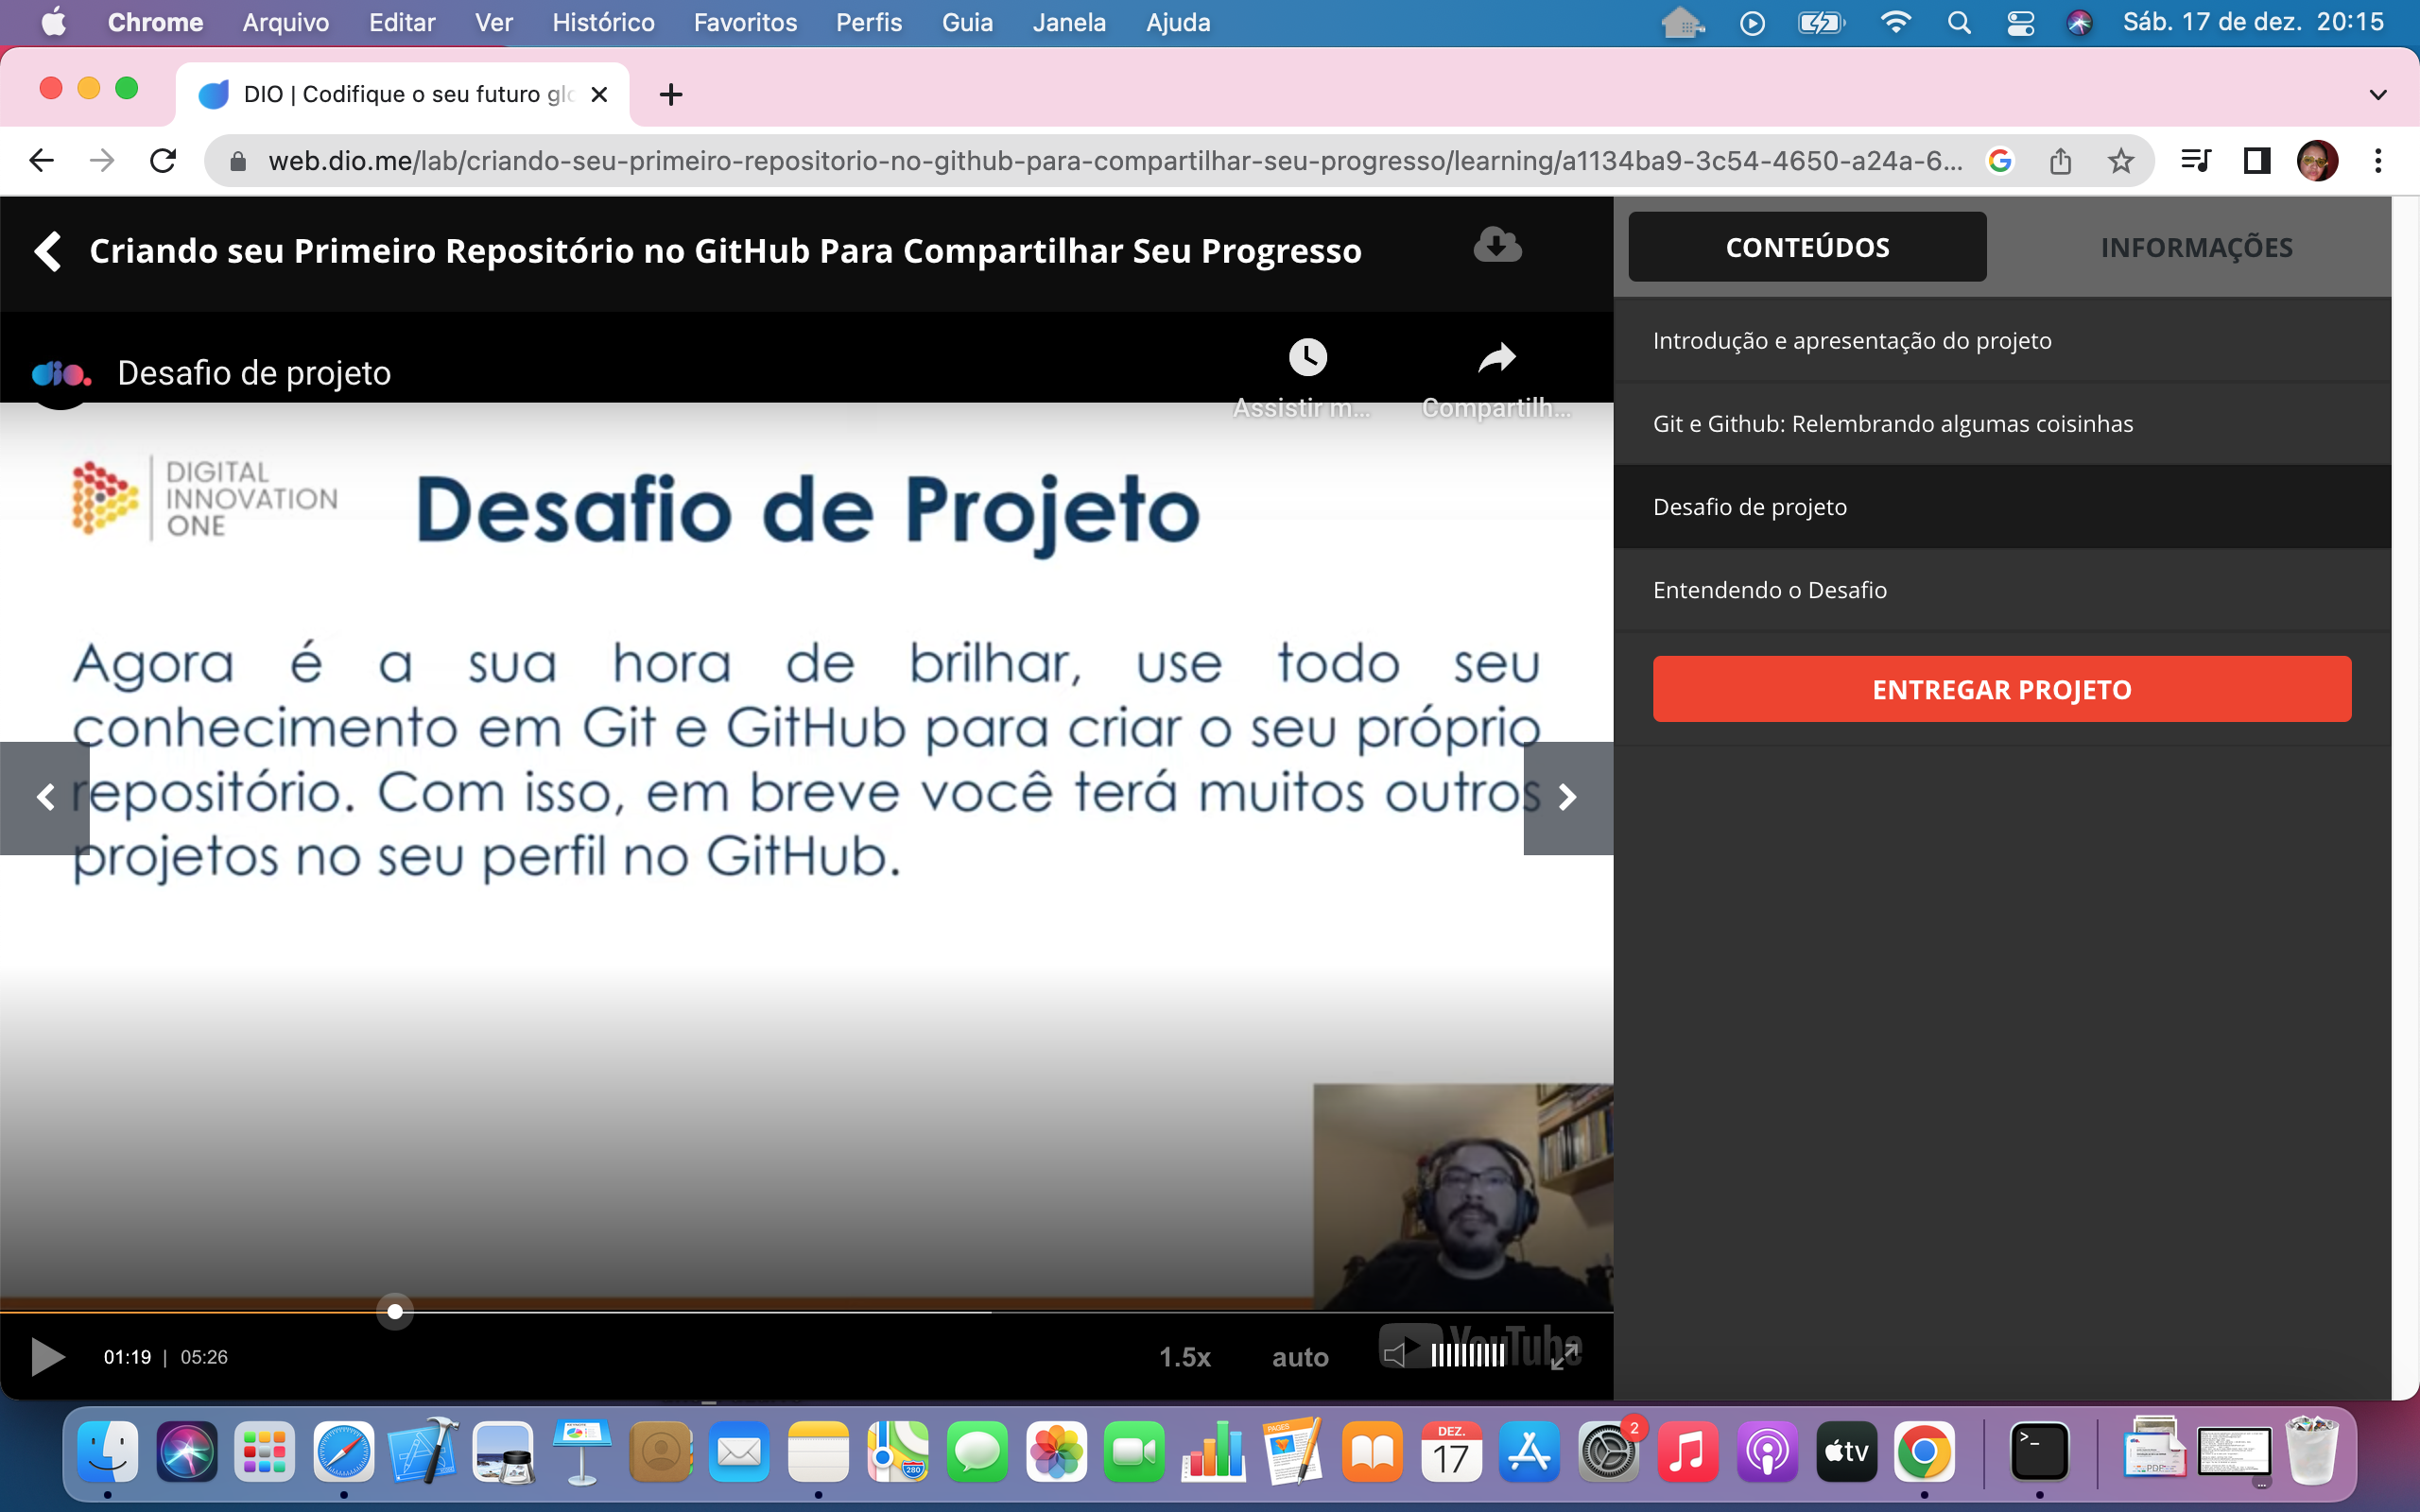 Chrome Arquivo Editar Ver Histórico Favoritos Perfis Guia Janela Ajuda Sáb. 17 de dez. 20:15
DIO | Codifique o seu futuro glo
web.dio.me/lab/criando-seu-primeiro-repositorio-no-github-para-compartilhar-seu-progresso/learning/a1134ba9-3c54-4650-a24a-6...
Criando seu Primeiro Repositório no GitHub Para Compartilhar Seu Progresso
CONTEÚDOS INFORMAÇÕES
dio. Desafio de projeto
Assistir m... Compartilh...
Introdução e apresentação do projeto
Git e Github: Relembrando algumas coisinhas
Desafio de projeto
Entendendo o Desafio
ENTREGAR PROJETO
DIGITAL
INNOVATION
ONE
Desafio de Projeto
Agora é a sua hora de brilhar, use todo seu
conhecimento em Git e GitHub para criar o seu próprio
repositório. Com isso, em breve você terá muitos outros
projetos no seu perfil no GitHub.
01:19 | 05:26 1.5x auto YouTube
280
DEZ.
17
2
tv
>_
PAGES
PDF